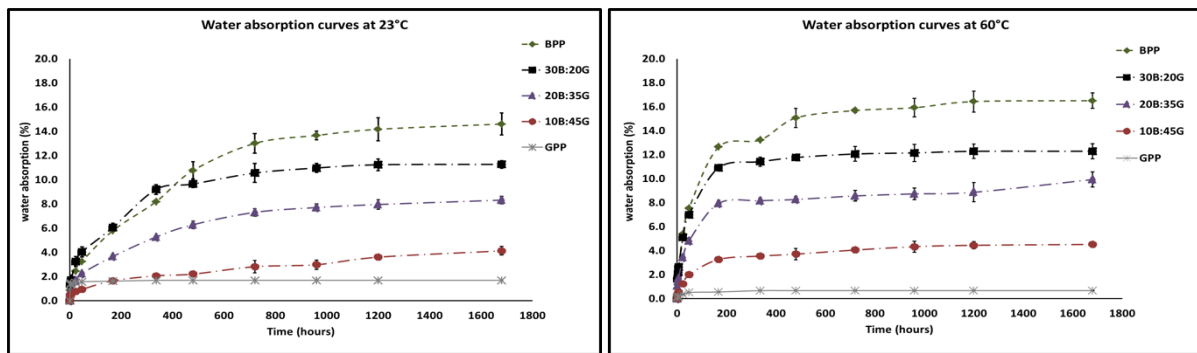 Water absorption curves at 23°C
20.0
18.0
16.0
14.0
12.0
10.0
8.0
6.0
4.0
2.0
0.0
water absorption (%)
0
200
400
600
800
1000
1200
1400
1600
1800
Time (hours)
BPP
30B:20G
20B:35G
10B:45G
GPP
Water absorption curves at 60°C
20.0
18.0
16.0
14.0
12.0
10.0
8.0
6.0
4.0
2.0
0.0
water absorption (%)
0
200
400
600
800
1000
1200
1400
1600
1800
Time (hours)
BPP
30B:20G
20B:35G
10B:45G
GPP